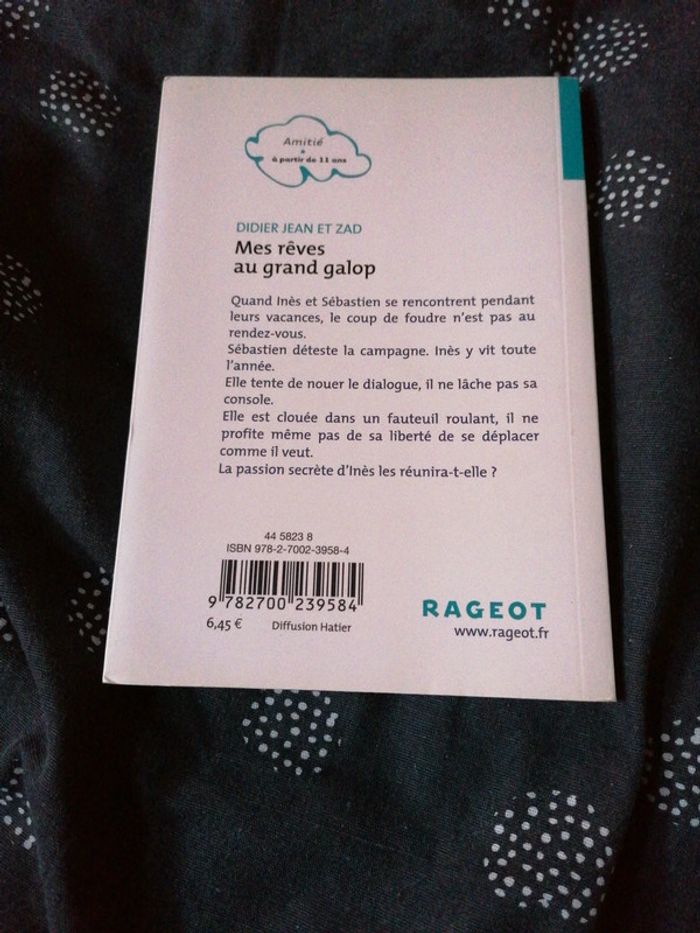 Amitié
à partir de 11 ans
DIDIER JEAN ET ZAD
Mes rêves
au grand galop
Quand Inès et Sébastien se rencontrent pendant
leurs vacances, le coup de foudre n'est pas au
rendez-vous.
Sébastien déteste la campagne. Inès y vit toute
l'année.
Elle tente de nouer le dialogue, il ne lâche pas sa
console.
Elle est clouée dans un fauteuil roulant, il ne
profite même pas de sa liberté de se déplacer
comme il veut.
La passion secrète d'Inès les réunira-t-elle ?
44 5823 8
ISBN 978-2-7002-3958-4
9 782700 239584
6,45 € Diffusion Hatier
RAGEOT
www.rageot.fr